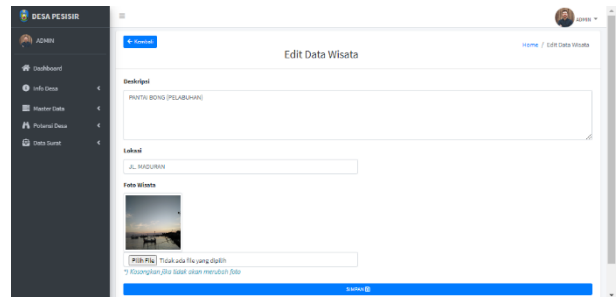 DESA PESISIR
ADMIN
ADMIN
Dashboard
Info Desa
Master Data
Potensi Desa
Data Surat
Kembali
Home / Edit Data Wisata
Edit Data Wisata
Deskripsi
PANTAI BONG (PELABUHAN)
Lokasi
JL. MADURAN
Foto Wisata
Pilih File Tidak ada file yang dipilih
*) Kosongkan jika tidak akan merubah foto
SIMPAN